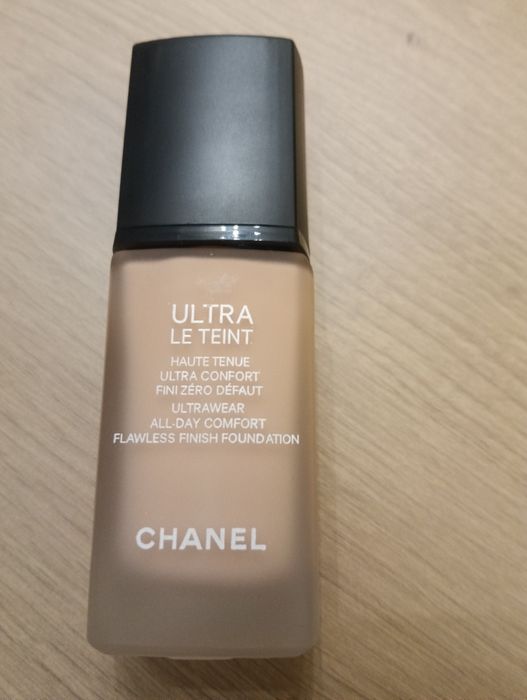 ULTRA
LE TEINT
HAUTE TENUE
ULTRA CONFORT
FINI ZÉRO DÉFAUT
ULTRAWEAR
ALL-DAY COMFORT
FLAWLESS FINISH FOUNDATION
CHANEL